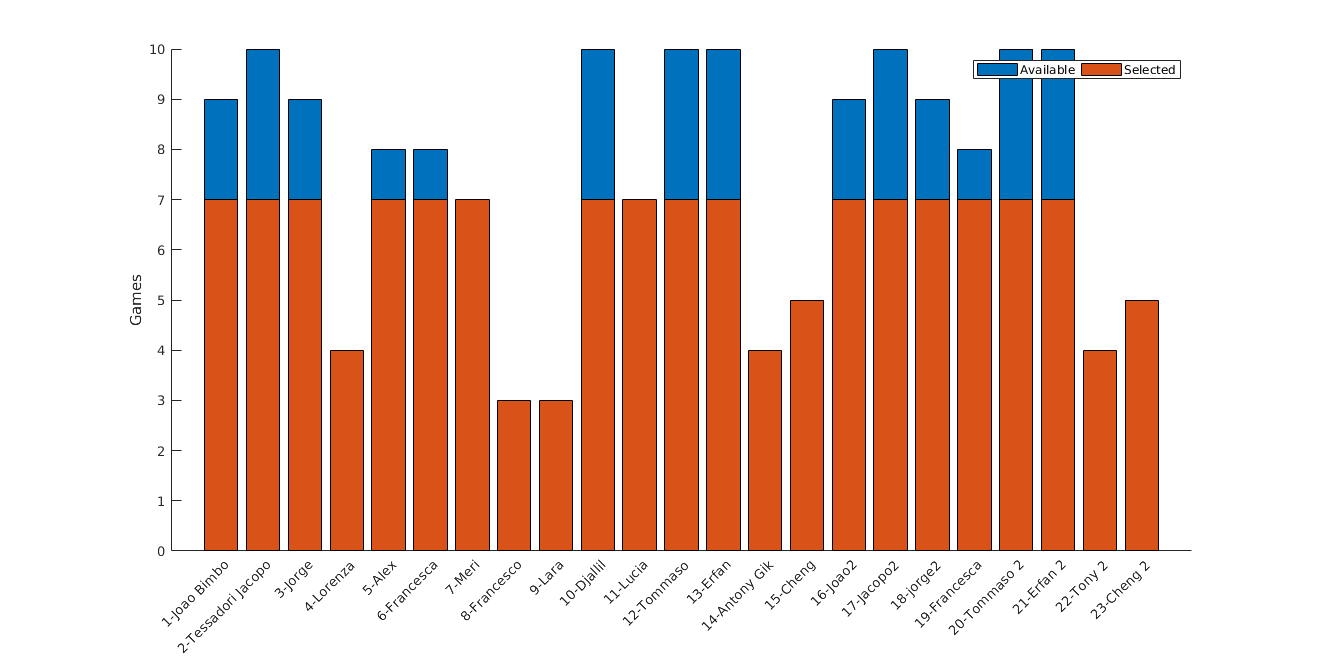 10
9
8
7
6
5
4
3
2
1
0
Games
Available Selected
1-Joao Bimbo
2-Tessadori Jacopo
3-Jorge
4-Lorenza
5-Alex
6-Francesca
7-Meri
8-Francesco
9-Lara
10-Djallil
11-Lucia
12-Tommaso
13-Erfan
14-Antony Gik
15-Cheng
16-Joao2
17-Jacopo2
18-jorge2
19-Francesca
20-Tommaso 2
21-Erfan 2
22-Tony 2
23-Cheng 2